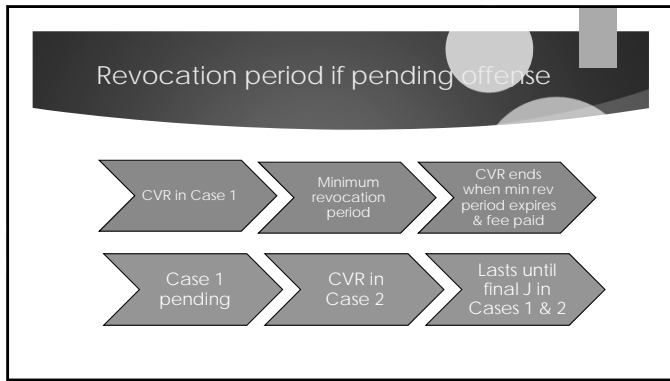 Revocation period if pending offense
CVR in Case 1
Minimum
revocation
period
CVR ends
when min rev
period expires
& fee paid
Case 1
pending
CVR in
Case 2
Lasts until
final J in
Cases 1 & 2